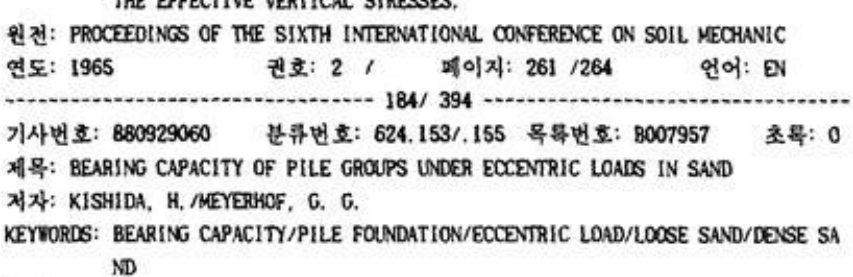 THE EFFECTIVE VERTICAL STRESSES.
원전: PROCEEDINGS OF THE SIXTH INTERNATIONAL CONFERENCE ON SOIL MECHANIC
연도: 1965 권호: 2 / 페이지: 261 /264 언어: EN
-------------------------------- 184/ 394 --------------------------------
기사번호: 880929060 분류번호: 624.153/.155 목록번호: B007957 초록: 0
제목: BEARING CAPACITY OF PILE GROUPS UNDER ECCENTRIC LOADS IN SAND
저자: KISHIDA, H./MEYERHOF, G. G.
KEYWORDS: BEARING CAPACITY/PILE FOUNDATION/ECCENTRIC LOAD/LOOSE SAND/DENSE SA
ND